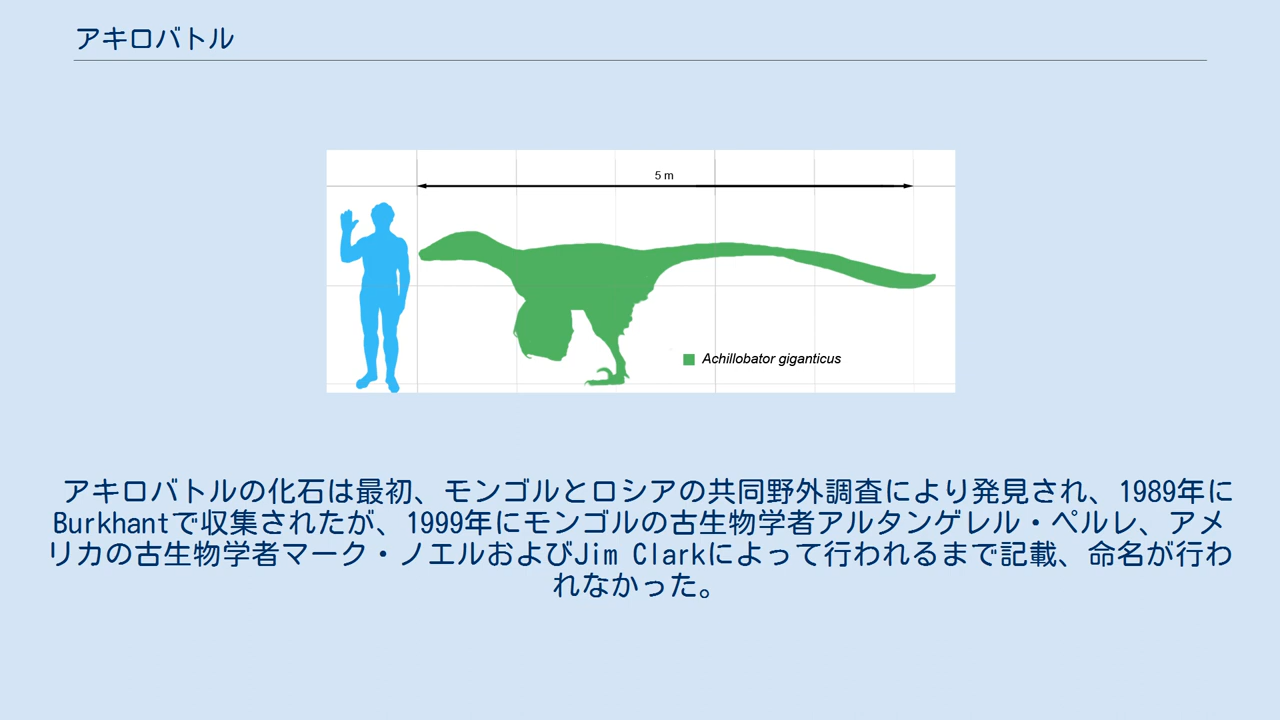 アキロバトル
5 m
Achillobator giganticus
アキロバトルの化石は最初、モンゴルとロシアの共同野外調査により発見され、1989年に
Burkhantで収集されたが、1999年にモンゴルの古生物学者アルタンゲレル・ペルレ、アメ
リカの古生物学者マーク・ノエルおよびJim Clarkによって行われるまで記載、命名が行わ
れなかった。